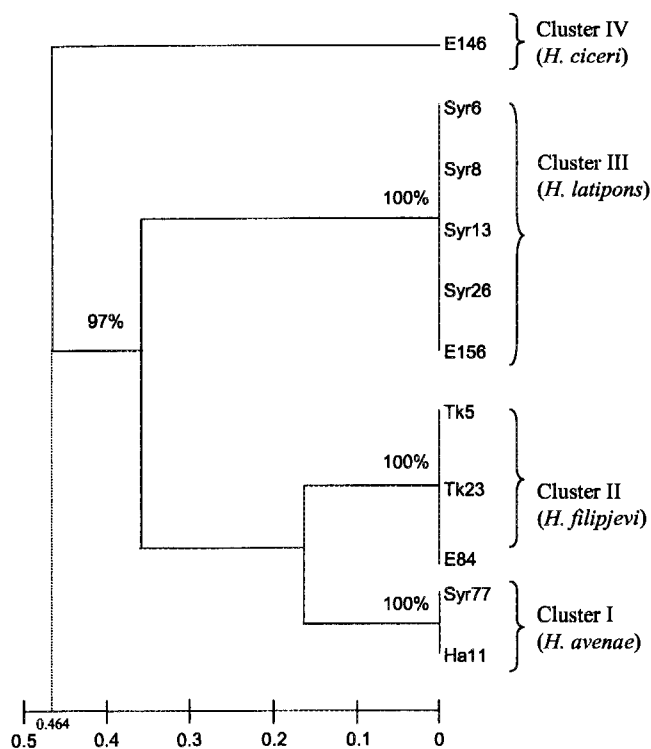 E146
Cluster IV
(H. ciceri)
Syr6
Syr8
Cluster III
(H. latipons)
100%
Syr13
Syr26
97%
E156
Tk5
100%
Tk23
Cluster II
(H. filipjevi)
E84
Syr77
100%
Cluster I
(H. avenae)
Ha11
0.5 0.464 0.4 0.3 0.2 0.1 0